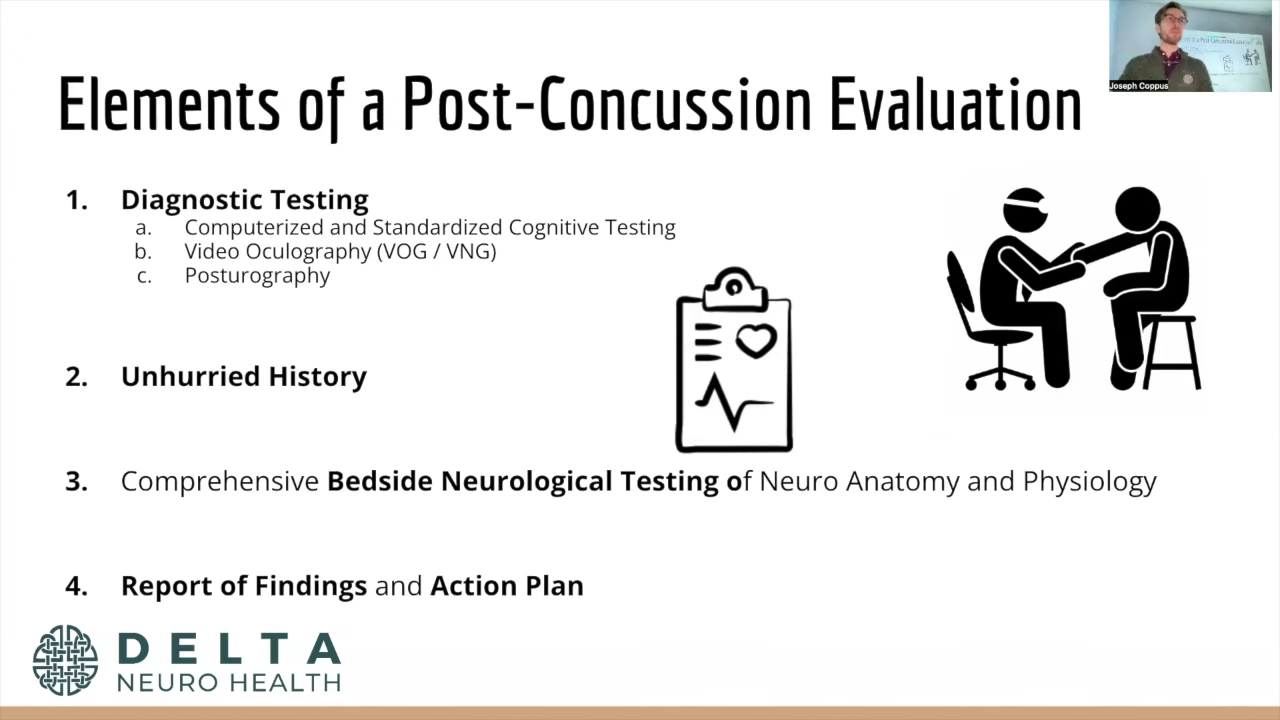 Elements of a Post-Concussion Evaluation
Joseph Coppus
1. Diagnostic Testing
a. Computerized and Standardized Cognitive Testing
b. Video Oculography (VOG / VNG)
c. Posturography
2. Unhurried History
3. Comprehensive Bedside Neurological Testing of Neuro Anatomy and Physiology
4. Report of Findings and Action Plan
DELTA
NEURO HEALTH